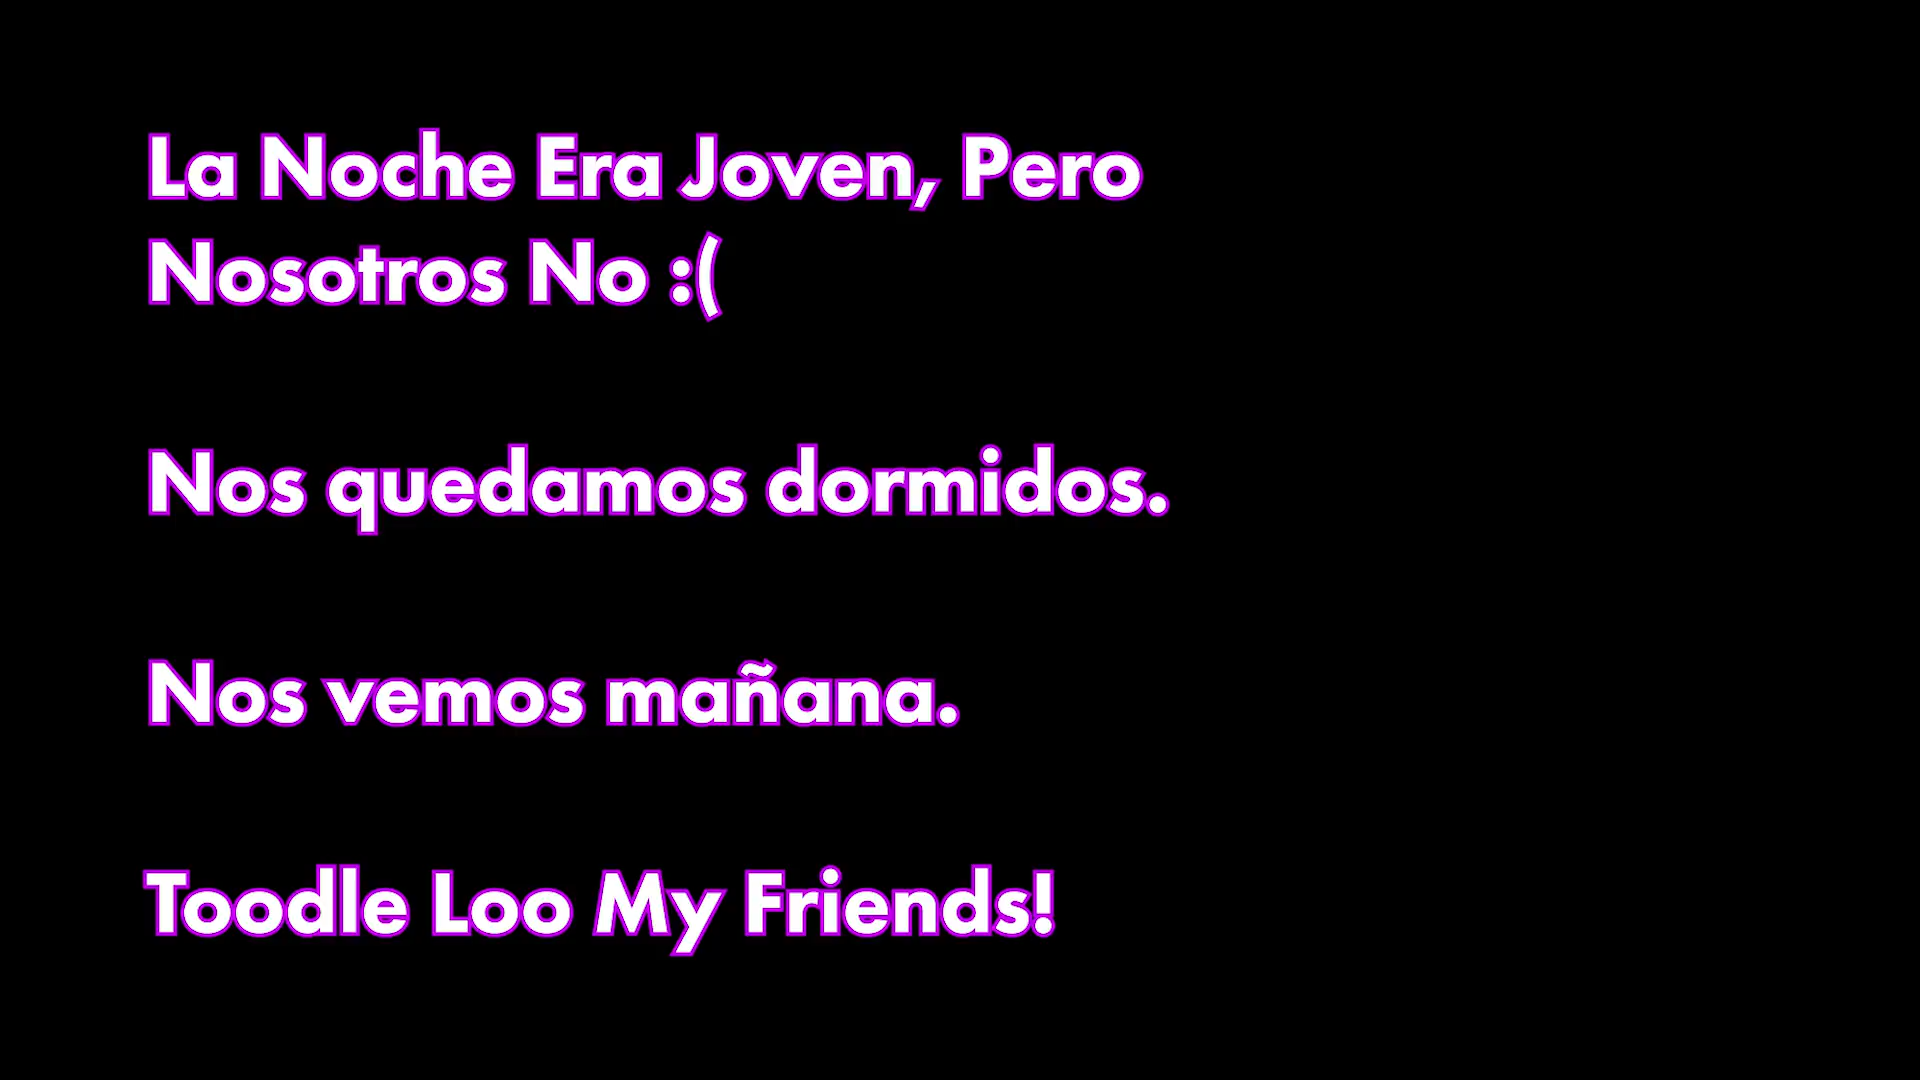 La Noche Era Joven, Pero
Nosotros No :(
Nos quedamos dormidos.
Nos vemos mañana.
Toodle Loo My Friends!